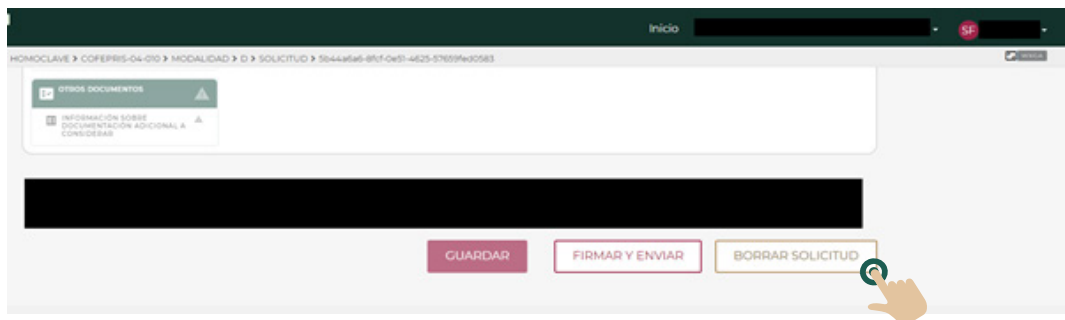 Inicio
SF
HOMOCLAVE > COFEPRIS-04-010 > MODALIDAD > D > SOLICITUD >
OTROS DOCUMENTOS
INFORMACIÓN SOBRE
DOCUMENTACIÓN ADICIONAL A
CONSIDERAR
GUARDAR
FIRMAR Y ENVIAR
BORRAR SOLICITUD